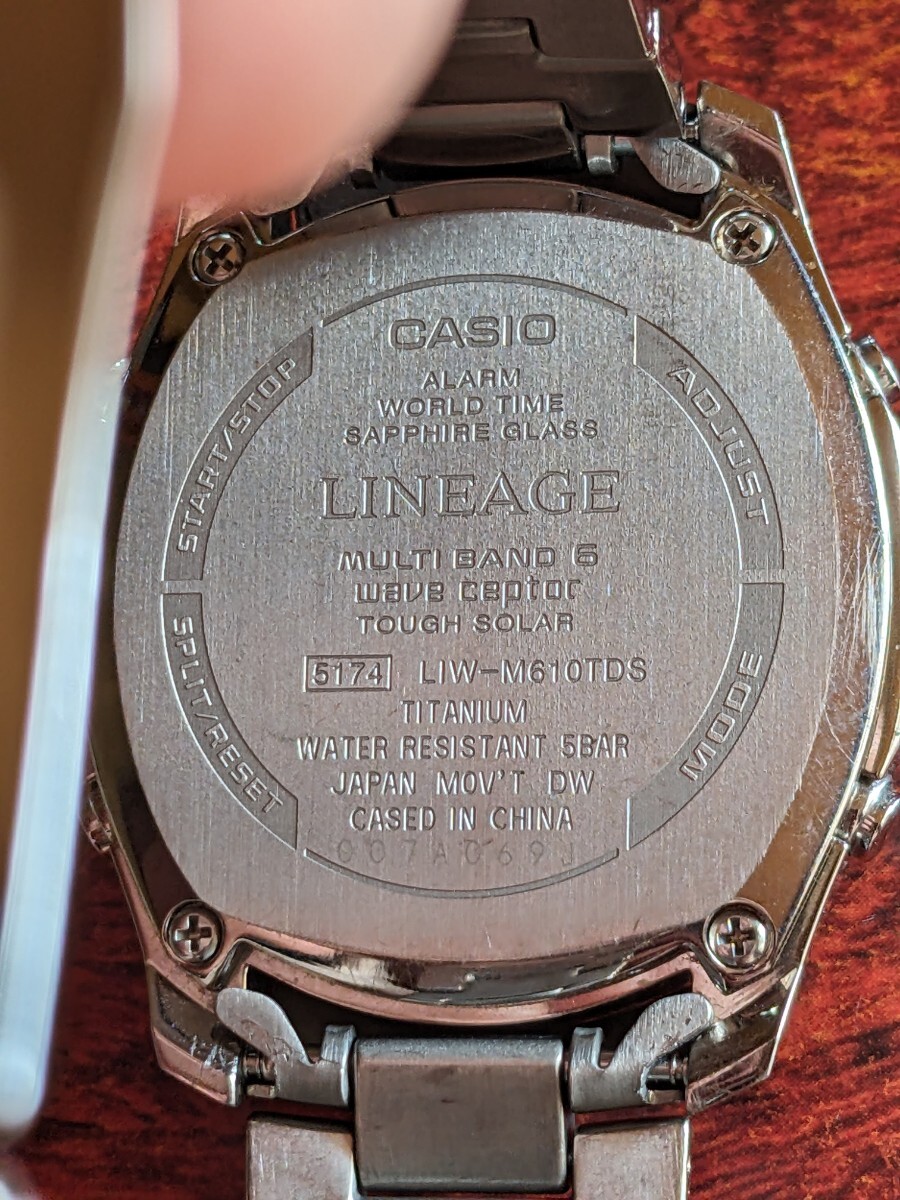 CASIO
ALARM
WORLD TIME
SAPPHIRE GLASS
LINEAGE
MULTI BAND 6
wave ceptor
TOUGH SOLAR
5174 LIW-M610TDS
TITANIUM
WATER RESISTANT 5BAR
JAPAN MOV'T DW
CASED IN CHINA
007A069J
START/STOP
ADJUST
SPLIT/RESET
MODE